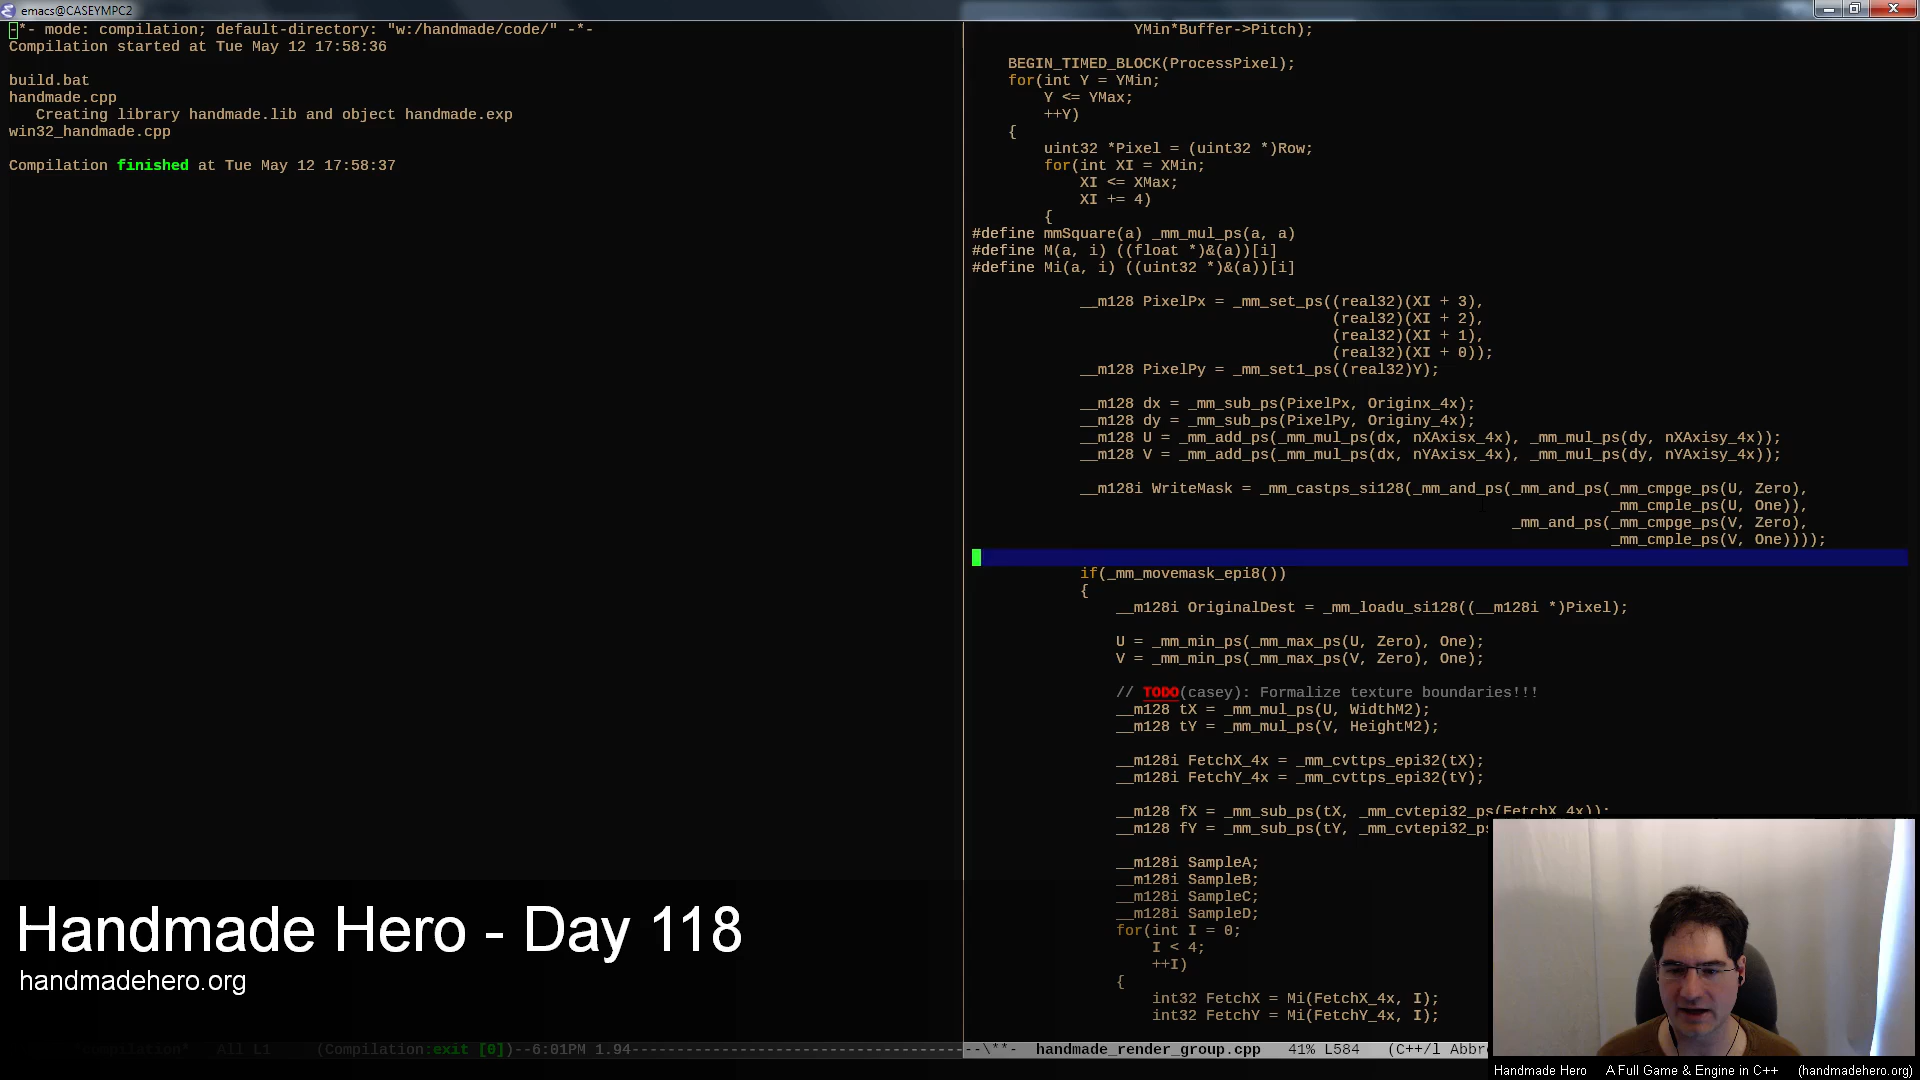 emacs@CASEYMPC2
-*- mode: compilation; default-directory: "w:/handmade/code/" -*-
Compilation started at Tue May 12 17:58:36
build.bat
handmade.cpp
Creating library handmade.lib and object handmade.exp
win32_handmade.cpp
Compilation finished at Tue May 12 17:58:37
YMin*Buffer->Pitch);
BEGIN_TIMED_BLOCK(ProcessPixel);
for(int Y = YMin;
Y <= YMax;
++Y)
{
uint32 *Pixel = (uint32 *)Row;
for(int XI = XMin;
XI <= XMax;
XI += 4)
{
#define mmSquare(a) _mm_mul_ps(a, a)
#define M(a, i) ((float *)&(a))[i]
#define Mi(a, i) ((uint32 *)&(a))[i]
__m128 PixelPx = _mm_set_ps((real32)(XI + 3),
(real32)(XI + 2),
(real32)(XI + 1),
(real32)(XI + 0));
__m128 PixelPy = _mm_set1_ps((real32)Y);
__m128 dx = _mm_sub_ps(PixelPx, Originx_4x);
__m128 dy = _mm_sub_ps(PixelPy, Originy_4x);
__m128 U = _mm_add_ps(_mm_mul_ps(dx, nXAxisx_4x), _mm_mul_ps(dy, nXAxisy_4x));
__m128 V = _mm_add_ps(_mm_mul_ps(dx, nYAxisx_4x), _mm_mul_ps(dy, nYAxisy_4x));
__m128i WriteMask = _mm_castps_si128(_mm_and_ps(_mm_and_ps(_mm_cmpge_ps(U, Zero),
_mm_cmple_ps(U, One)),
_mm_and_ps(_mm_cmpge_ps(V, Zero),
_mm_cmple_ps(V, One))));
if(_mm_movemask_epi8())
{
__m128i OriginalDest = _mm_loadu_si128((__m128i *)Pixel);
U = _mm_min_ps(_mm_max_ps(U, Zero), One);
V = _mm_min_ps(_mm_max_ps(V, Zero), One);
// TODO(casey): Formalize texture boundaries!!!
__m128 tX = _mm_mul_ps(U, WidthM2);
__m128 tY = _mm_mul_ps(V, HeightM2);
__m128i FetchX_4x = _mm_cvttps_epi32(tX);
__m128i FetchY_4x = _mm_cvttps_epi32(tY);
__m128 fX = _mm_sub_ps(tX, _mm_cvtepi32_ps(FetchX_4x));
__m128 fY = _mm_sub_ps(tY, _mm_cvtepi32_ps
__m128i SampleA;
__m128i SampleB;
__m128i SampleC;
__m128i SampleD;
for(int I = 0;
I < 4;
++I)
{
int32 FetchX = Mi(FetchX_4x, I);
int32 FetchY = Mi(FetchY_4x, I);
Handmade Hero - Day 118
handmadehero.org
*compilation* All L1 (Compilation:exit [0])--6:01PM 1.94
--\**- handmade_render_group.cpp 41% L584 (C++/l Abbre
Handmade Hero A Full Game & Engine in C++ (handmadehero.org)